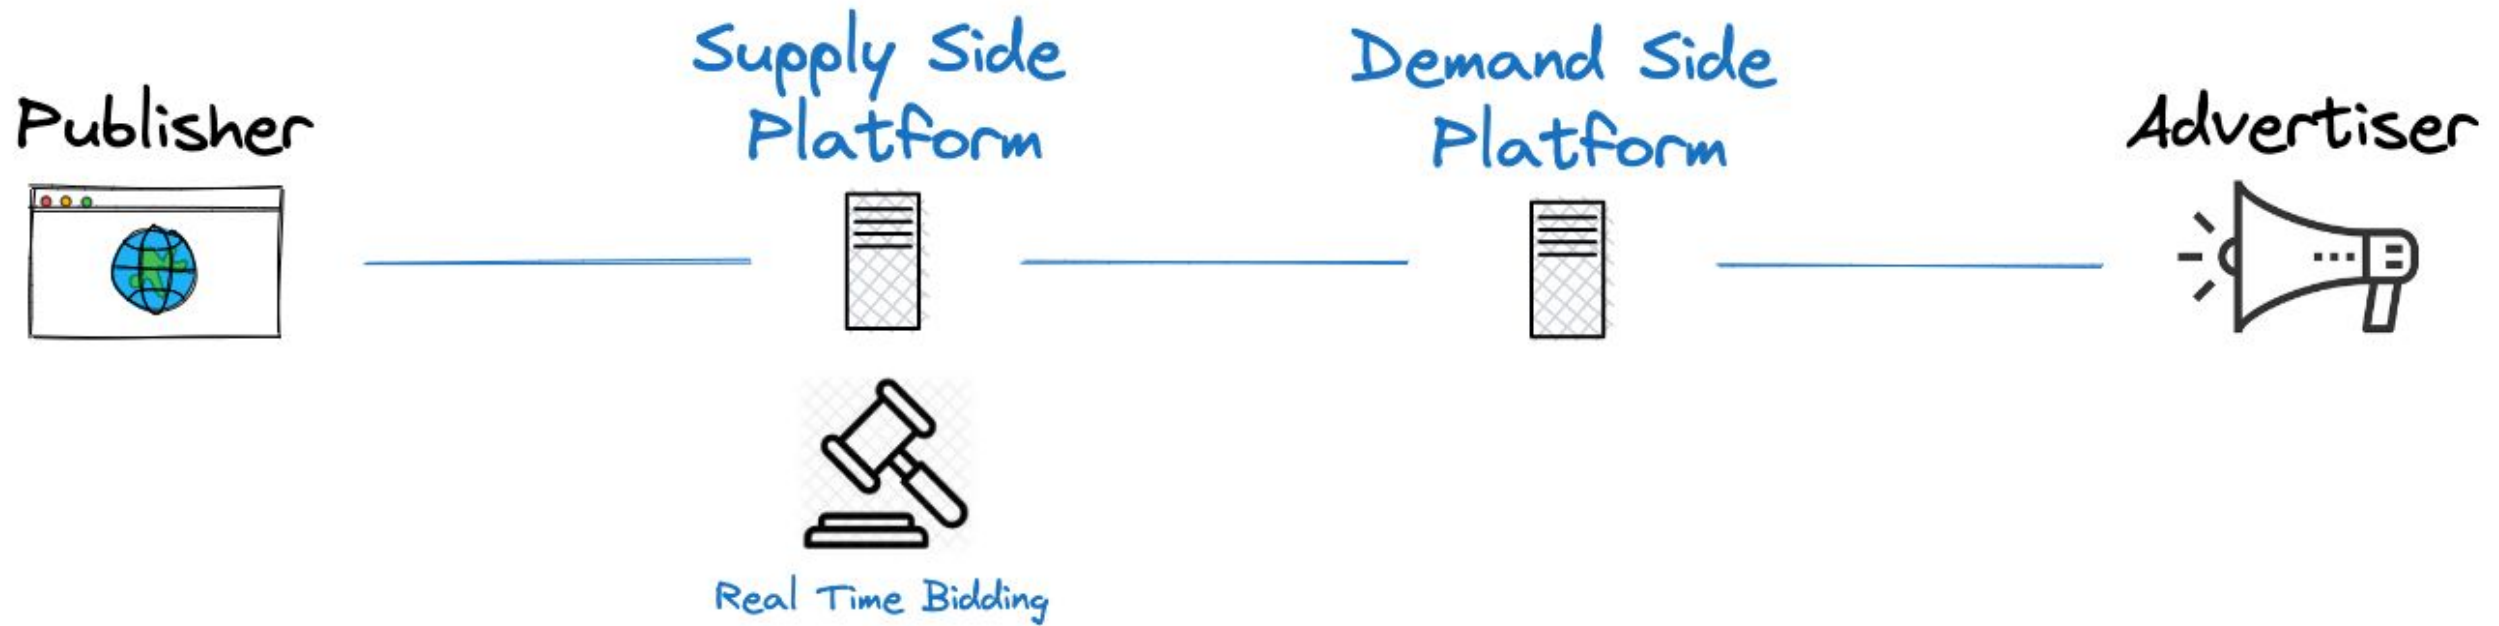 Publisher
Supply Side
Platform
Demand Side
Platform
Advertiser
Real Time Bidding